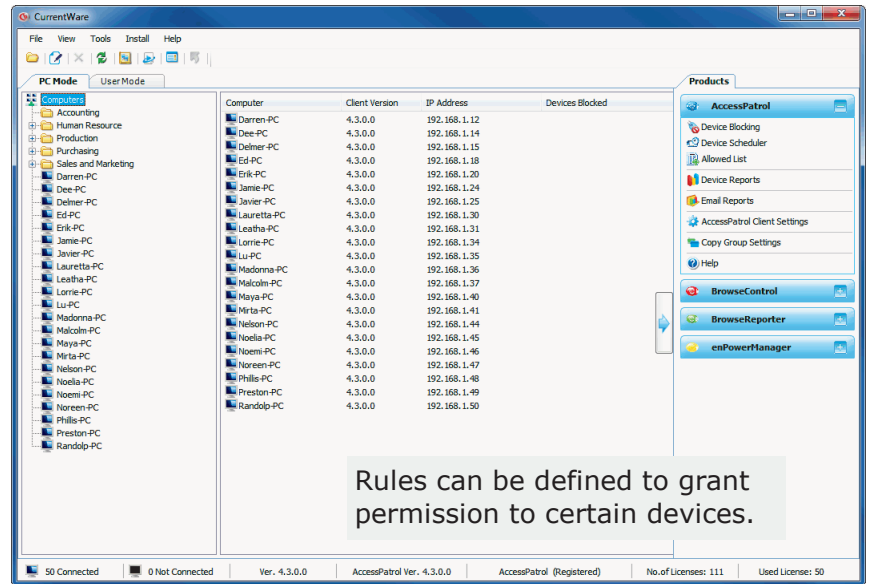 CurrentWare
File View Tools Install Help
PC Mode User Mode
Products
Computers
Accounting
Human Resource
Production
Purchasing
Sales and Marketing
Darren-PC
Dee-PC
Delmer-PC
Ed-PC
Erik-PC
Jamie-PC
Javier-PC
Lauretta-PC
Leatha-PC
Lorrie-PC
Lu-PC
Madonna-PC
Malcolm-PC
Maya-PC
Mirta-PC
Nelson-PC
Noelia-PC
Noemi-PC
Noreen-PC
Phillis-PC
Preston-PC
Randolp-PC
Computer Client Version IP Address Devices Blocked
Darren-PC 4.3.0.0 192.168.1.12
Dee-PC 4.3.0.0 192.168.1.14
Delmer-PC 4.3.0.0 192.168.1.15
Ed-PC 4.3.0.0 192.168.1.18
Erik-PC 4.3.0.0 192.168.1.20
Jamie-PC 4.3.0.0 192.168.1.24
Javier-PC 4.3.0.0 192.168.1.25
Lauretta-PC 4.3.0.0 192.168.1.30
Leatha-PC 4.3.0.0 192.168.1.31
Lorrie-PC 4.3.0.0 192.168.1.34
Lu-PC 4.3.0.0 192.168.1.35
Madonna-PC 4.3.0.0 192.168.1.36
Malcolm-PC 4.3.0.0 192.168.1.37
Maya-PC 4.3.0.0 192.168.1.40
Mirta-PC 4.3.0.0 192.168.1.41
Nelson-PC 4.3.0.0 192.168.1.44
Noelia-PC 4.3.0.0 192.168.1.45
Noemi-PC 4.3.0.0 192.168.1.46
Noreen-PC 4.3.0.0 192.168.1.47
Phillis-PC 4.3.0.0 192.168.1.48
Preston-PC 4.3.0.0 192.168.1.49
Randolp-PC 4.3.0.0 192.168.1.50
AccessPatrol
Device Blocking
Device Scheduler
Allowed List
Device Reports
Email Reports
AccessPatrol Client Settings
Copy Group Settings
Help
BrowseControl
BrowseReporter
enPowerManager
Rules can be defined to grant
permission to certain devices.
50 Connected 0 Not Connected Ver. 4.3.0.0 AccessPatrol Ver. 4.3.0.0 AccessPatrol (Registered) No.of Licenses: 111 Used License: 50